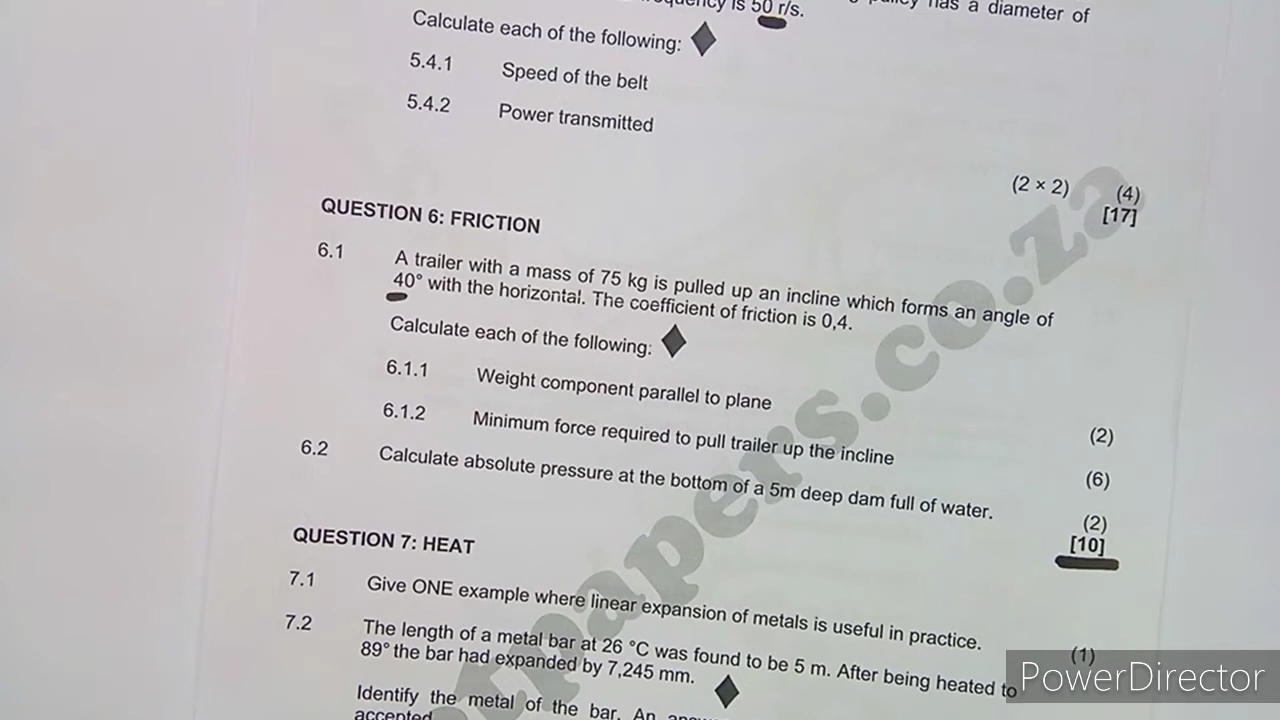 is 50 r/s.
has a diameter of
Calculate each of the following:
5.4.1 Speed of the belt
5.4.2 Power transmitted
(2 × 2) (4)
[17]
QUESTION 6: FRICTION
6.1 A trailer with a mass of 75 kg is pulled up an incline which forms an angle of
40° with the horizontal. The coefficient of friction is 0,4.
Calculate each of the following:
6.1.1 Weight component parallel to plane
(2)
6.1.2 Minimum force required to pull trailer up the incline
(6)
6.2 Calculate absolute pressure at the bottom of a 5m deep dam full of water.
(2)
[10]
QUESTION 7: HEAT
7.1 Give ONE example where linear expansion of metals is useful in practice.
(1)
7.2 The length of a metal bar at 26 °C was found to be 5 m. After being heated to
89° the bar had expanded by 7,245 mm.
Identify the metal of the bar. An
accepted
PowerDirector